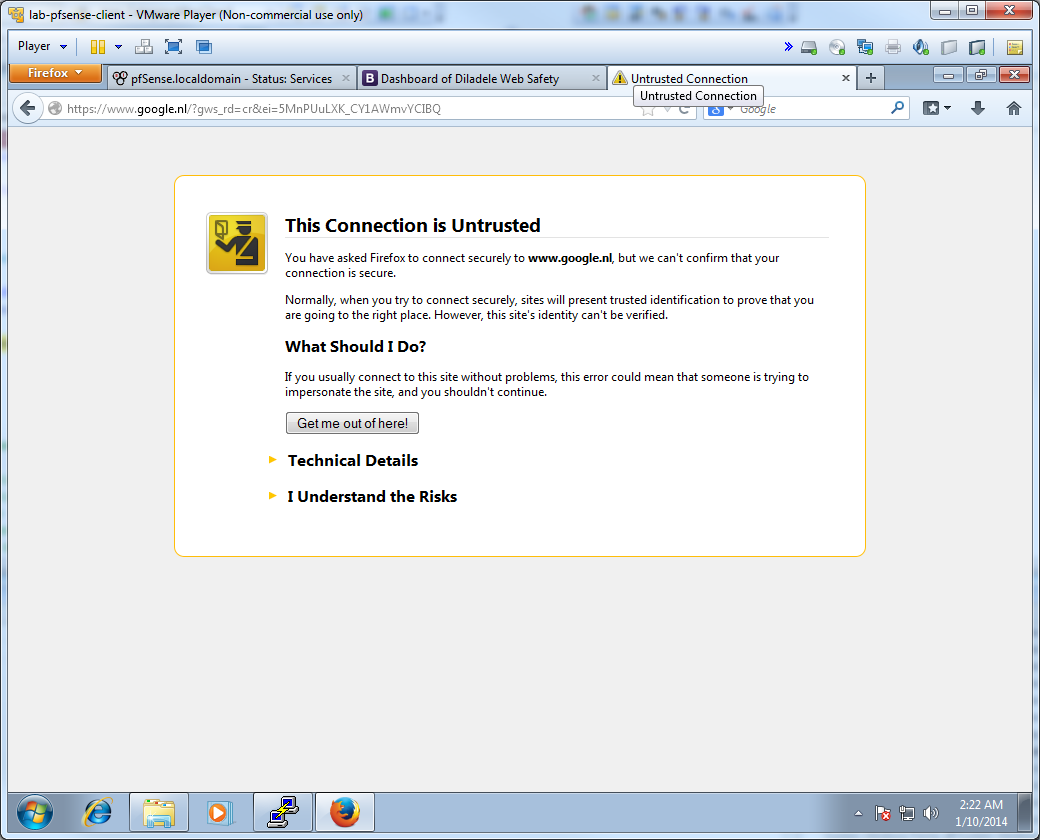 lab-pfsense-client - VMware Player (Non-commercial use only)
Player
Firefox
pfSense.localdomain - Status: Services
B Dashboard of Diladele Web Safety
Untrusted Connection
Untrusted Connection
https://www.google.nl/?gws_rd=cr&ei=5MnPUuLXK_CY1AWmvYCIBQ
Google
This Connection is Untrusted
You have asked Firefox to connect securely to www.google.nl, but we can't confirm that your
connection is secure.
Normally, when you try to connect securely, sites will present trusted identification to prove that you
are going to the right place. However, this site's identity can't be verified.
What Should I Do?
If you usually connect to this site without problems, this error could mean that someone is trying to
impersonate the site, and you shouldn't continue.
Get me out of here!
Technical Details
I Understand the Risks
2:22 AM
1/10/2014